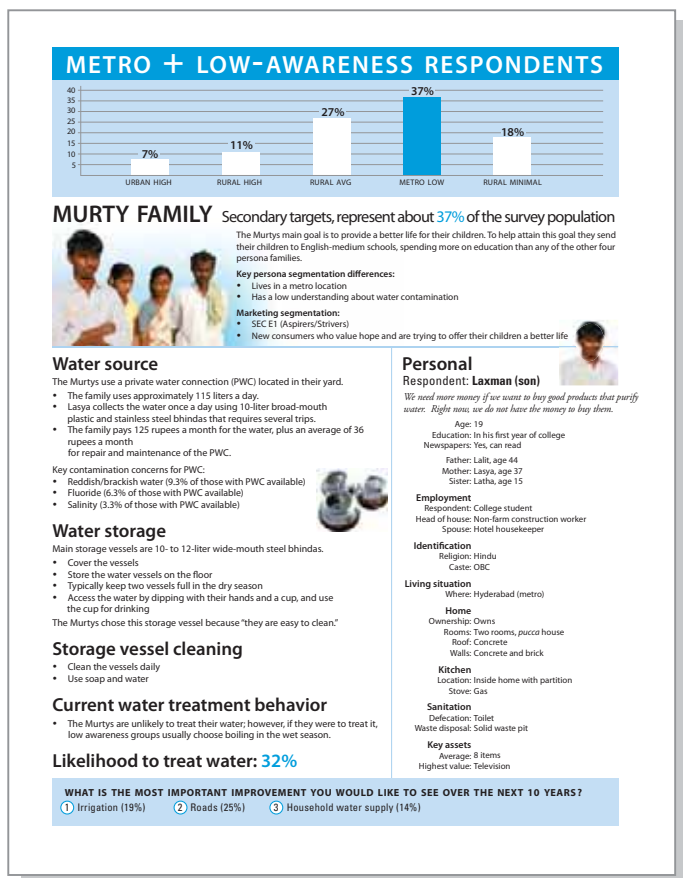 METRO + LOW-AWARENESS RESPONDENTS
40
35
30
25
20
15
10
5
7%
11%
27%
37%
18%
URBAN HIGH
RURAL HIGH
RURAL AVG
METRO LOW
RURAL MINIMAL
MURTY FAMILY Secondary targets, represent about 37% of the survey population
The Murtys main goal is to provide a better life for their children. To help attain this goal they send
their children to English-medium schools, spending more on education than any of the other four
persona families.
Key persona segmentation differences:
• Lives in a metro location
• Has a low understanding about water contamination
Marketing segmentation:
• SEC E1 (Aspirers/Strivers)
• New consumers who value hope and are trying to offer their children a better life
Water source
The Murtys use a private water connection (PWC) located in their yard.
• The family uses approximately 115 liters a day.
• Lasya collects the water once a day using 10-liter broad-mouth
plastic and stainless steel bhindas that requires several trips.
• The family pays 125 rupees a month for the water, plus an average of 36
rupees a month
for repair and maintenance of the PWC.
Key contamination concerns for PWC:
• Reddish/brackish water (9.3% of those with PWC available)
• Fluoride (6.3% of those with PWC available)
• Salinity (3.3% of those with PWC available)
Water storage
Main storage vessels are 10- to 12-liter wide-mouth steel bhindas.
• Cover the vessels
• Store the water vessels on the floor
• Typically keep two vessels full in the dry season
• Access the water by dipping with their hands and a cup, and use
the cup for drinking
The Murtys chose this storage vessel because “they are easy to clean.”
Storage vessel cleaning
• Clean the vessels daily
• Use soap and water
Current water treatment behavior
• The Murtys are unlikely to treat their water; however, if they were to treat it,
low awareness groups usually choose boiling in the wet season.
Likelihood to treat water: 32%
Personal
Respondent: Laxman (son)
We need more money if we want to buy good products that purify
water. Right now, we do not have the money to buy them.
Age: 19
Education: In his first year of college
Newspapers: Yes, can read
Father: Lalit, age 44
Mother: Lasya, age 37
Sister: Latha, age 15
Employment
Respondent: College student
Head of house: Non-farm construction worker
Spouse: Hotel housekeeper
Identification
Religion: Hindu
Caste: OBC
Living situation
Where: Hyderabad (metro)
Home
Ownership: Owns
Rooms: Two rooms, pucca house
Roof: Concrete
Walls: Concrete and brick
Kitchen
Location: Inside home with partition
Stove: Gas
Sanitation
Defecation: Toilet
Waste disposal: Solid waste pit
Key assets
Average: 8 items
Highest value: Television
WHAT IS THE MOST IMPORTANT IMPROVEMENT YOU WOULD LIKE TO SEE OVER THE NEXT 10 YEARS?
1 Irrigation (19%) 2 Roads (25%) 3 Household water supply (14%)